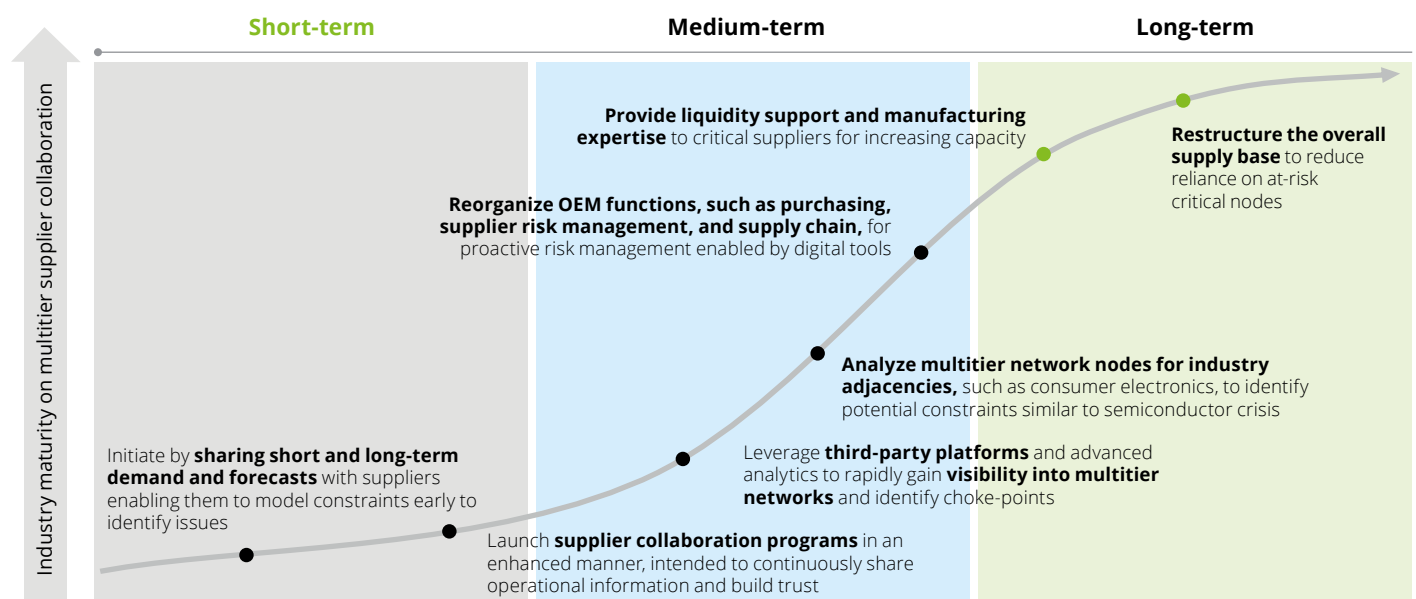 Short-term
Medium-term
Long-term
Industry maturity on multitier supplier collaboration
Provide liquidity support and manufacturing
expertise to critical suppliers for increasing capacity
Restructure the overall
supply base to reduce
reliance on at-risk
critical nodes
Reorganize OEM functions, such as purchasing,
supplier risk management, and supply chain, for
proactive risk management enabled by digital tools
Analyze multitier network nodes for industry
adjacencies, such as consumer electronics, to identify
potential constraints similar to semiconductor crisis
Initiate by sharing short and long-term
demand and forecasts with suppliers
enabling them to model constraints early to
identify issues
Leverage third-party platforms and advanced
analytics to rapidly gain visibility into multitier
networks and identify choke-points
Launch supplier collaboration programs in an
enhanced manner, intended to continuously share
operational information and build trust